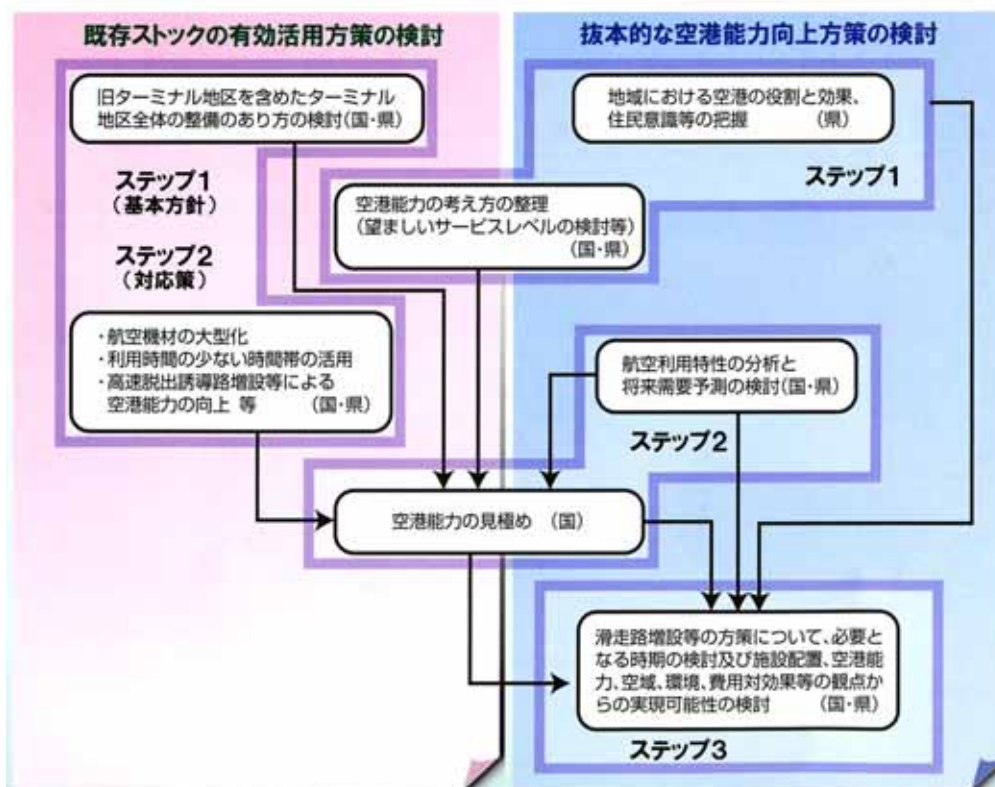 既存ストックの有効活用方策の検討
旧ターミナル地区を含めたターミナル
地区全体の整備のあり方の検討(国・県)
ステップ1
(基本方針)
ステップ2
(対応策)
・航空機材の大型化
・利用時間の少ない時間帯の活用
・高速脱出誘導路増設等による
空港能力の向上 等 (国・県)
抜本的な空港能力向上方策の検討
地域における空港の役割と効果、
住民意識等の把握 (県)
ステップ1
空港能力の考え方の整理
(望ましいサービスレベルの検討等)
(国・県)
航空利用特性の分析と
将来需要予測の検討(国・県)
ステップ2
空港能力の見極め (国)
滑走路増設等の方策について、必要と
なる時期の検討及び施設配置、空港能
力、空域、環境、費用対効果等の観点か
らの実現可能性の検討 (国・県)
ステップ3